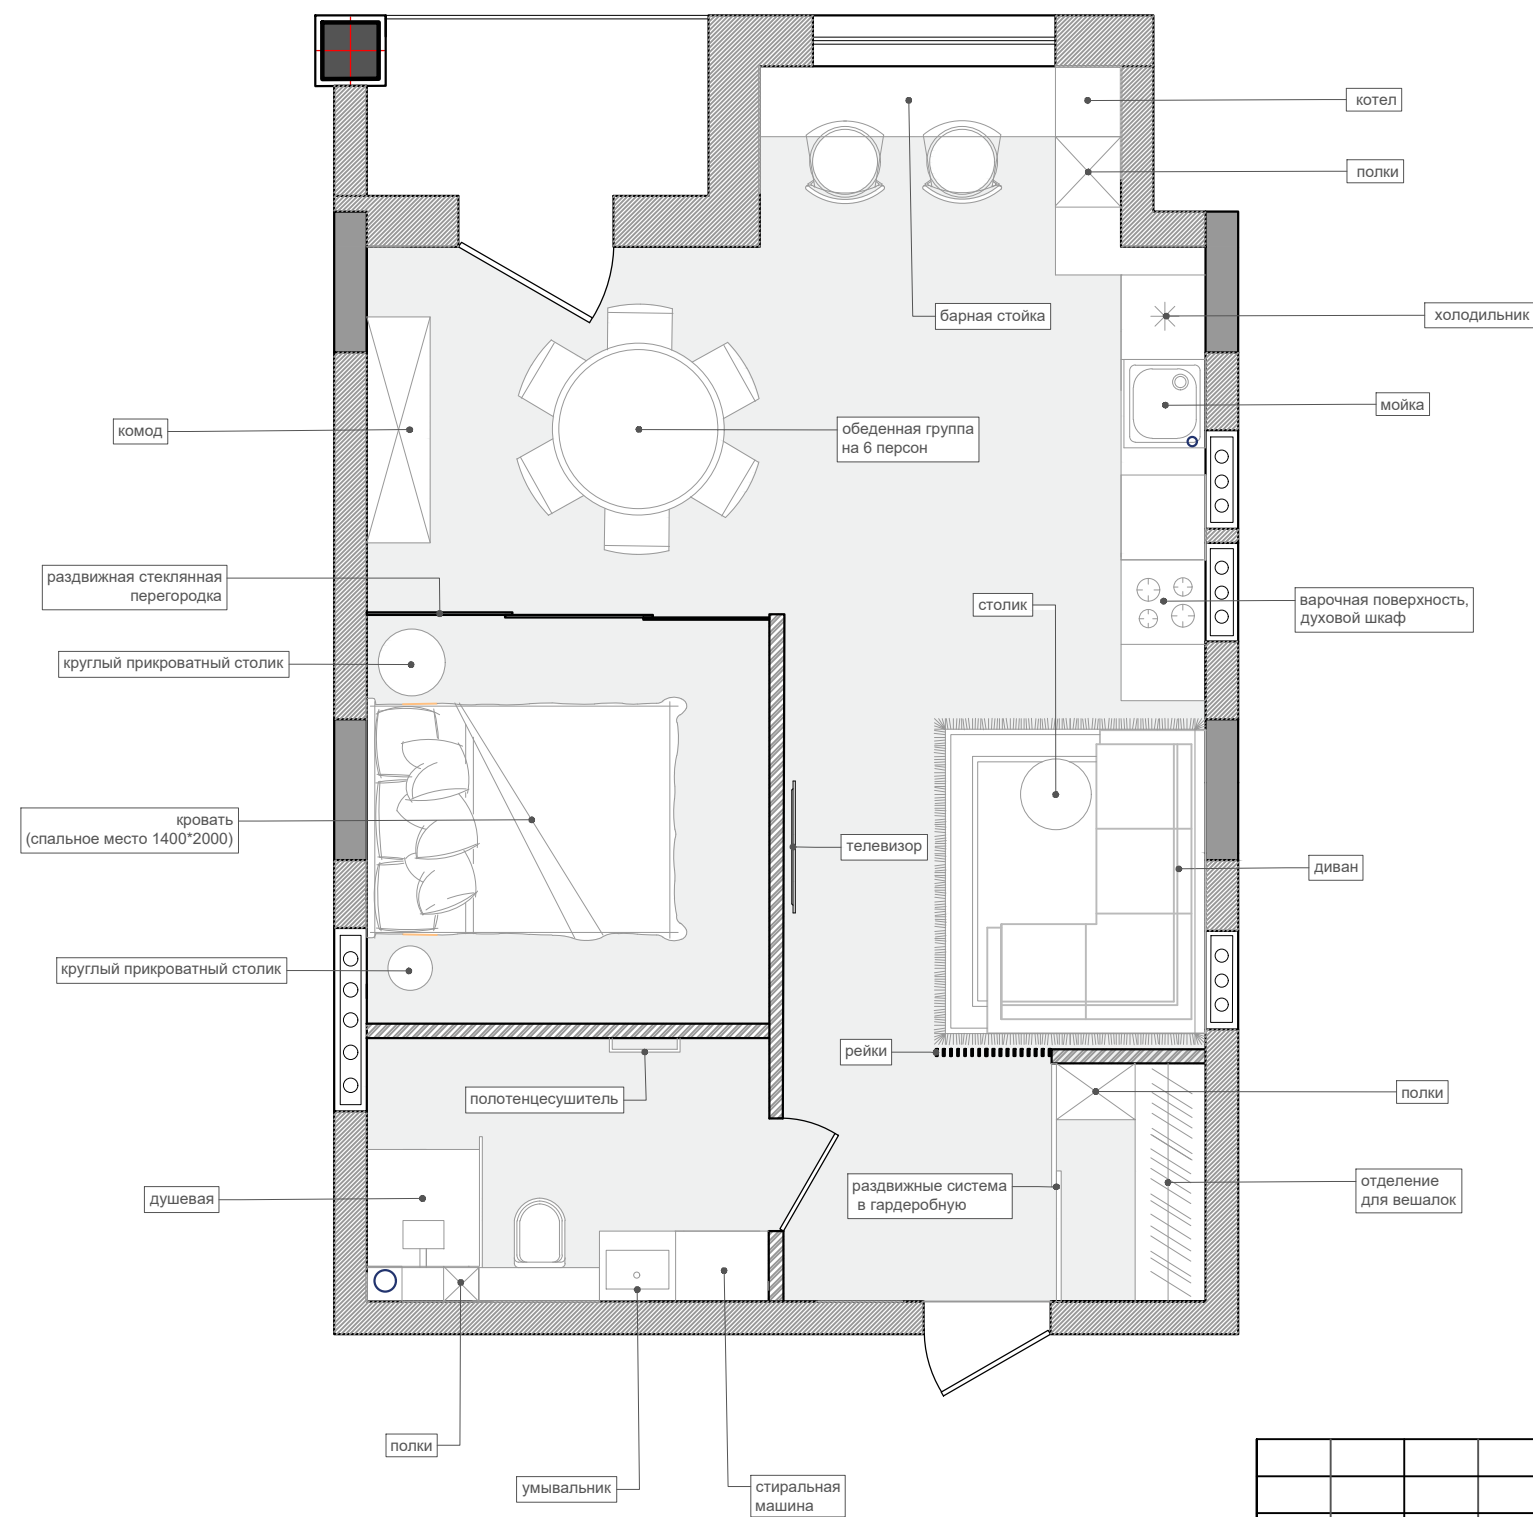 котел
полки
барная стойка
холодильник
мойка
комод
обеденная группа
на 6 персон
раздвижная стеклянная
перегородка
столик
варочная поверхность,
духовой шкаф
круглый прикроватный столик
кровать
(спальное место 1400*2000)
телевизор
диван
круглый прикроватный столик
рейки
полотенцесушитель
полки
душевая
раздвижные система
в гардеробную
отделение
для вешалок
полки
умывальник
стиральная
машина